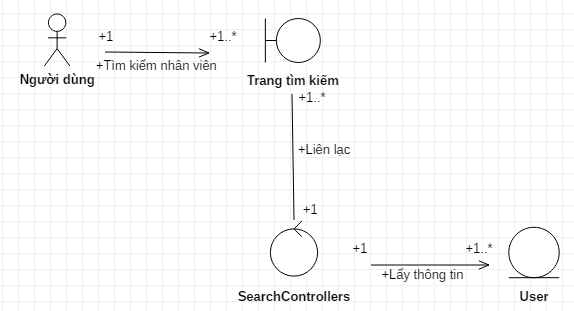 +1
+1..*
+Tìm kiếm nhân viên
Người dùng
Trang tìm kiếm
+1..*
+Liên lạc
+1
+1
+1..*
+Lấy thông tin
SearchControllers
User